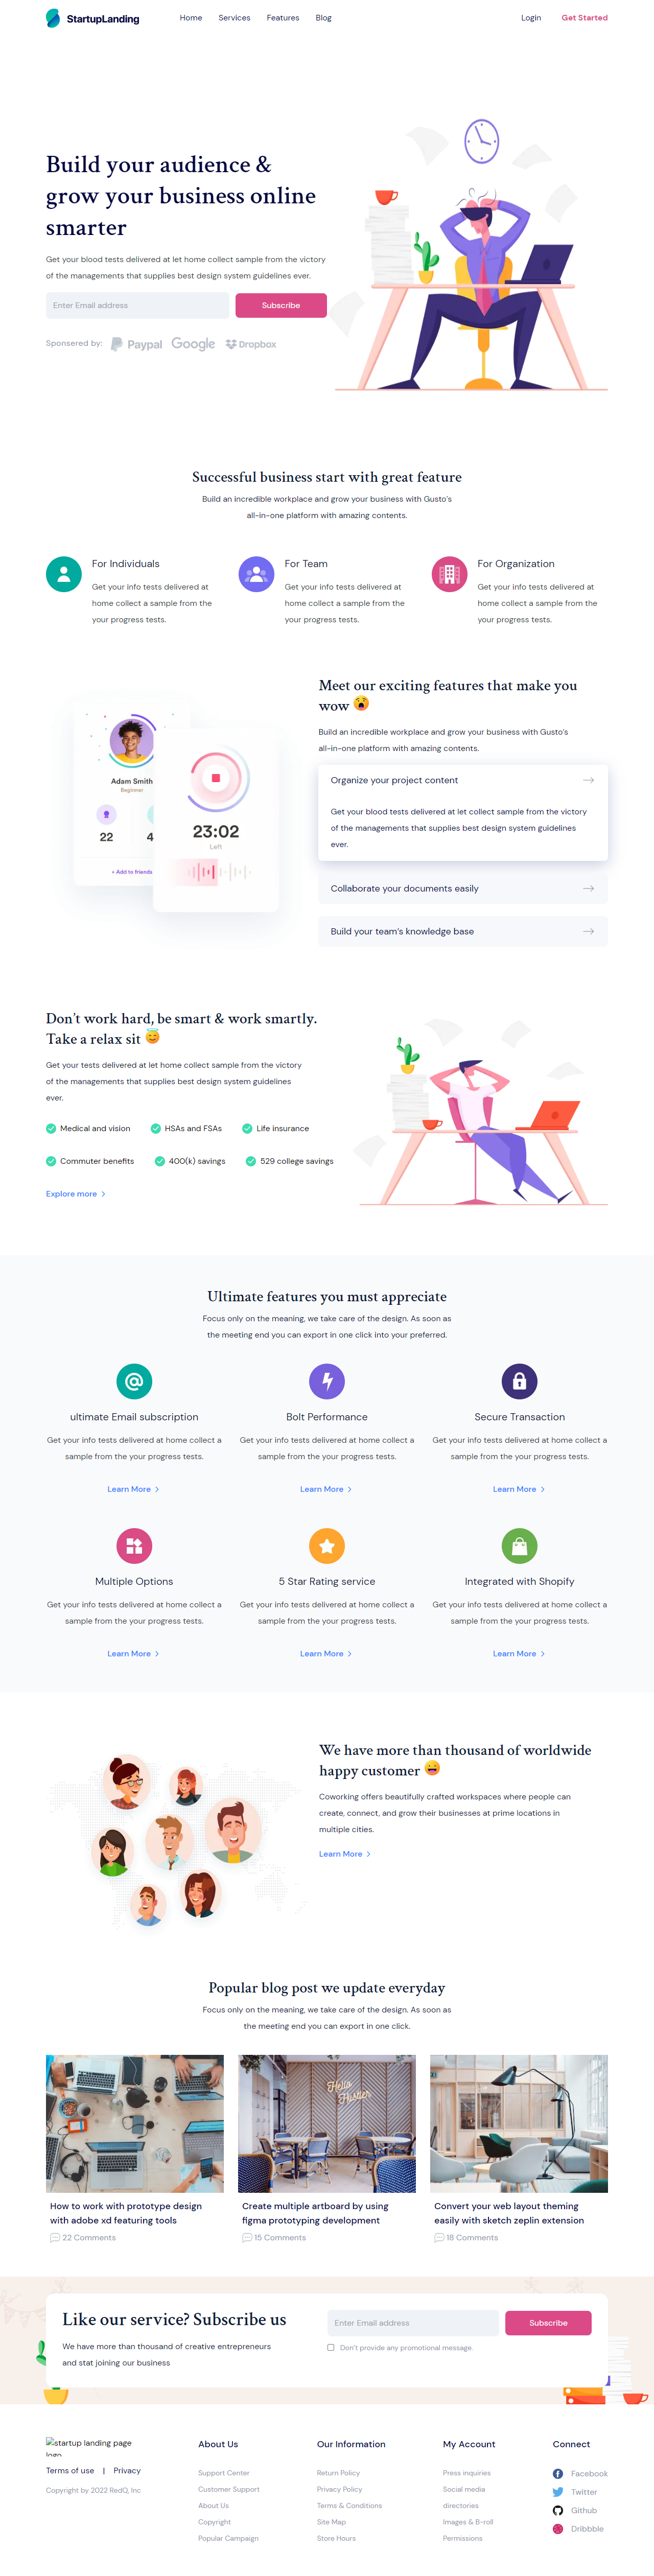 StartupLanding
Home
Services
Features
Blog
Login
Get Started
Build your audience &
grow your business online
smarter
Get your blood tests delivered at let home collect sample from the victory
of the managements that supplies best design system guidelines ever.
Enter Email address
Subscribe
Sponsered by:
Paypal
Google
Dropbox
Successful business start with great feature
Build an incredible workplace and grow your business with Gusto's
all-in-one platform with amazing contents.
For Individuals
Get your info tests delivered at
home collect a sample from the
your progress tests.
For Team
Get your info tests delivered at
home collect a sample from the
your progress tests.
For Organization
Get your info tests delivered at
home collect a sample from the
your progress tests.
Adam Smith
Beginner
22
4
+ Add to friends
23:02
Left
Meet our exciting features that make you
wow 😲
Build an incredible workplace and grow your business with Gusto's
all-in-one platform with amazing contents.
Organize your project content
Get your blood tests delivered at let collect sample from the victory
of the managements that supplies best design system guidelines
ever.
Collaborate your documents easily
Build your team's knowledge base
Don't work hard, be smart & work smartly.
Take a relax sit 😇
Get your tests delivered at let home collect sample from the victory
of the managements that supplies best design system guidelines
ever.
Medical and vision
HSAs and FSAs
Life insurance
Commuter benefits
400(k) savings
529 college savings
Explore more
Ultimate features you must appreciate
Focus only on the meaning, we take care of the design. As soon as
the meeting end you can export in one click into your preferred.
ultimate Email subscription
Get your info tests delivered at home collect a
sample from the your progress tests.
Learn More
Bolt Performance
Get your info tests delivered at home collect a
sample from the your progress tests.
Learn More
Secure Transaction
Get your info tests delivered at home collect a
sample from the your progress tests.
Learn More
Multiple Options
Get your info tests delivered at home collect a
sample from the your progress tests.
Learn More
5 Star Rating service
Get your info tests delivered at home collect a
sample from the your progress tests.
Learn More
Integrated with Shopify
Get your info tests delivered at home collect a
sample from the your progress tests.
Learn More
We have more than thousand of worldwide
happy customer 😀
Coworking offers beautifully crafted workspaces where people can
create, connect, and grow their businesses at prime locations in
multiple cities.
Learn More
Popular blog post we update everyday
Focus only on the meaning, we take care of the design. As soon as
the meeting end you can export in one click.
How to work with prototype design
with adobe xd featuring tools
22 Comments
Hello
Hustler
Create multiple artboard by using
figma prototyping development
15 Comments
Convert your web layout theming
easily with sketch zeplin extension
18 Comments
Like our service? Subscribe us
We have more than thousand of creative entrepreneurs
and stat joining our business
Enter Email address
Subscribe
Don't provide any promotional message.
startup landing page
logo
Terms of use | Privacy
Copyright by 2022 RedQ, Inc
About Us
Support Center
Customer Support
About Us
Copyright
Popular Campaign
Our Information
Return Policy
Privacy Policy
Terms & Conditions
Site Map
Store Hours
My Account
Press inquiries
Social media
directories
Images & B-roll
Permissions
Connect
Facebook
Twitter
Github
Dribbble